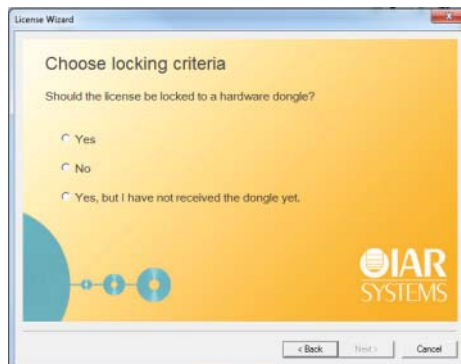 License Wizard
Choose locking criteria
Should the license be locked to a hardware dongle?
Yes
No
Yes, but I have not received the dongle yet.
IAR
SYSTEMS
< Back Next > Cancel